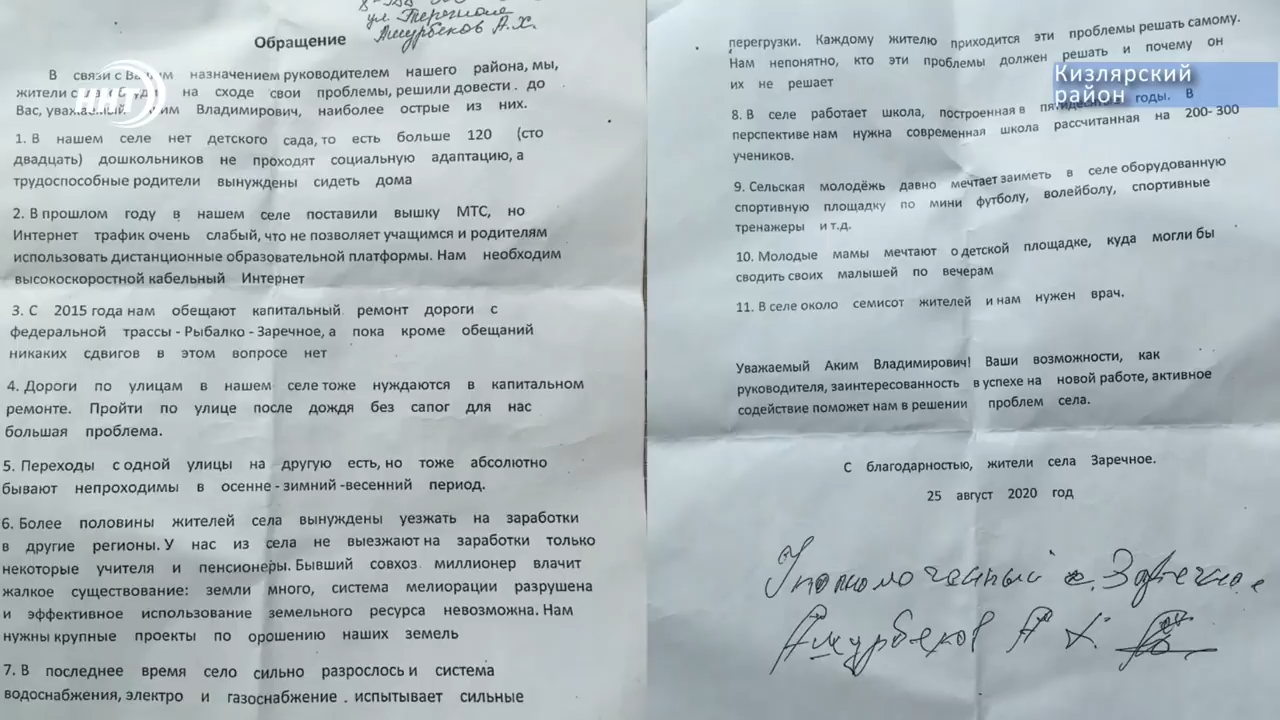 ул. Терешкова
Ашурбеков А.Х.
Обращение
В связи с Вашим назначением руководителем нашего района, мы,
жители на сходе свои проблемы, решили довести . до
Вас, уважаемый Аким Владимирович, наиболее острые из них.
1. В нашем селе нет детского сада, то есть больше 120 (сто
двадцать) дошкольников не проходят социальную адаптацию, а
трудоспособные родители вынуждены сидеть дома
2. В прошлом году в нашем селе поставили вышку МТС, но
Интернет трафик очень слабый, что не позволяет учащимся и родителям
использовать дистанционные образовательной платформы. Нам необходим
высокоскоростной кабельный Интернет
3. С 2015 года нам обещают капитальный ремонт дороги с
федеральной трассы - Рыбалко - Заречное, а пока кроме обещаний
никаких сдвигов в этом вопросе нет
4. Дороги по улицам в нашем селе тоже нуждаются в капитальном
ремонте. Пройти по улице после дождя без сапог для нас
большая проблема.
5. Переходы с одной улицы на другую есть, но тоже абсолютно
бывают непроходимы в осенне - зимний -весенний период.
6. Более половины жителей села вынуждены уезжать на заработки
в другие регионы. У нас из села не выезжают на заработки только
некоторые учителя и пенсионеры. Бывший совхоз миллионер влачит
жалкое существование: земли много, система мелиорации разрушена
и эффективное использование земельного ресурса невозможна. Нам
нужны крупные проекты по орошению наших земель
7. В последнее время село сильно разрослось и система
водоснабжения, электро и газоснабжение . испытывает сильные
перегрузки. Каждому жителю приходится эти проблемы решать самому.
Нам непонятно, кто эти проблемы должен решать и почему он
их не решает
8. В селе работает школа, построенная в пятидесятые годы. В
перспективе нам нужна современная школа рассчитанная на 200- 300
учеников.
9. Сельская молодёжь давно мечтает заиметь в селе оборудованную
спортивную площадку по мини футболу, волейболу, спортивные
тренажеры и т.д.
10. Молодые мамы мечтают о детской площадке, куда могли бы
сводить своих малышей по вечерам
11. В селе около семисот жителей и нам нужен врач.
Уважаемый Аким Владимирович! Ваши возможности, как
руководителя, заинтересованность в успехе на новой работе, активное
содействие поможет нам в решении проблем села.
С благодарностью, жители села Заречное.
25 август 2020 год
Уполномоченный с. Заречное
Ашурбеков А Х.
ННТ
Кизлярский
район